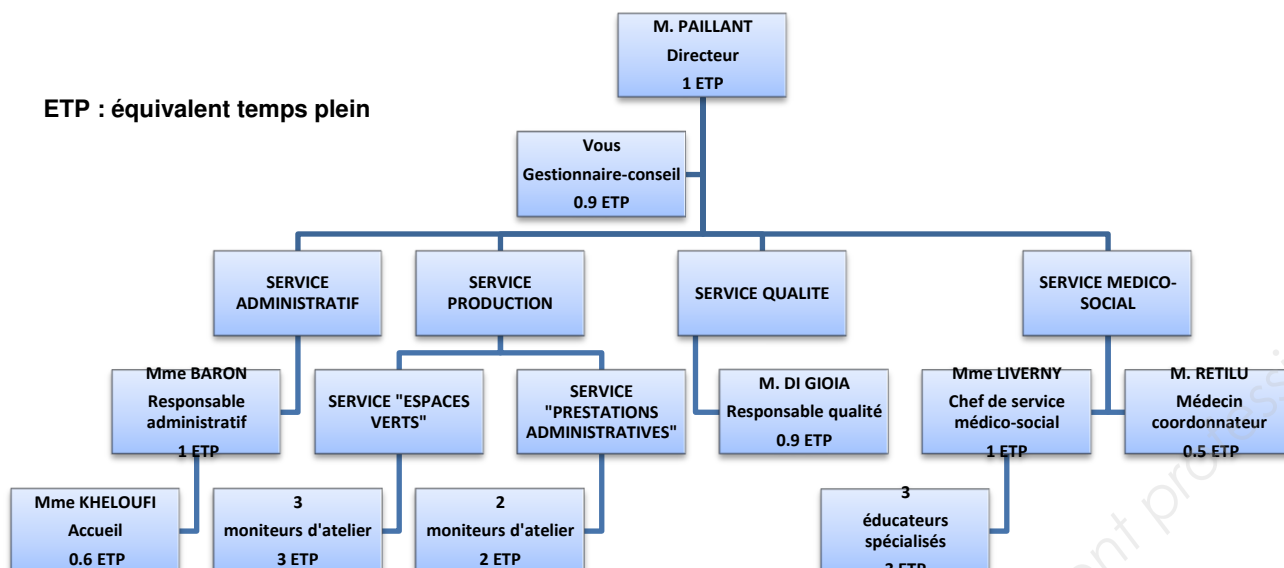 M. PAILLANT
Directeur
1 ETP
ETP : équivalent temps plein
Vous
Gestionnaire-conseil
0.9 ETP
SERVICE
ADMINISTRATIF
SERVICE
PRODUCTION
SERVICE QUALITE
SERVICE MEDICO-
SOCIAL
Mme BARON
Responsable
administratif
1 ETP
SERVICE "ESPACES
VERTS"
SERVICE
"PRESTATIONS
ADMINISTRATIVES"
M. DI GIOIA
Responsable qualité
0.9 ETP
Mme LIVERNY
Chef de service
médico-social
1 ETP
M. RETILU
Médecin
coordonnateur
0.5 ETP
Mme KHELOUFI
Accueil
0.6 ETP
3
moniteurs d'atelier
3 ETP
2
moniteurs d'atelier
2 ETP
3
éducateurs
spécialisés
ETP